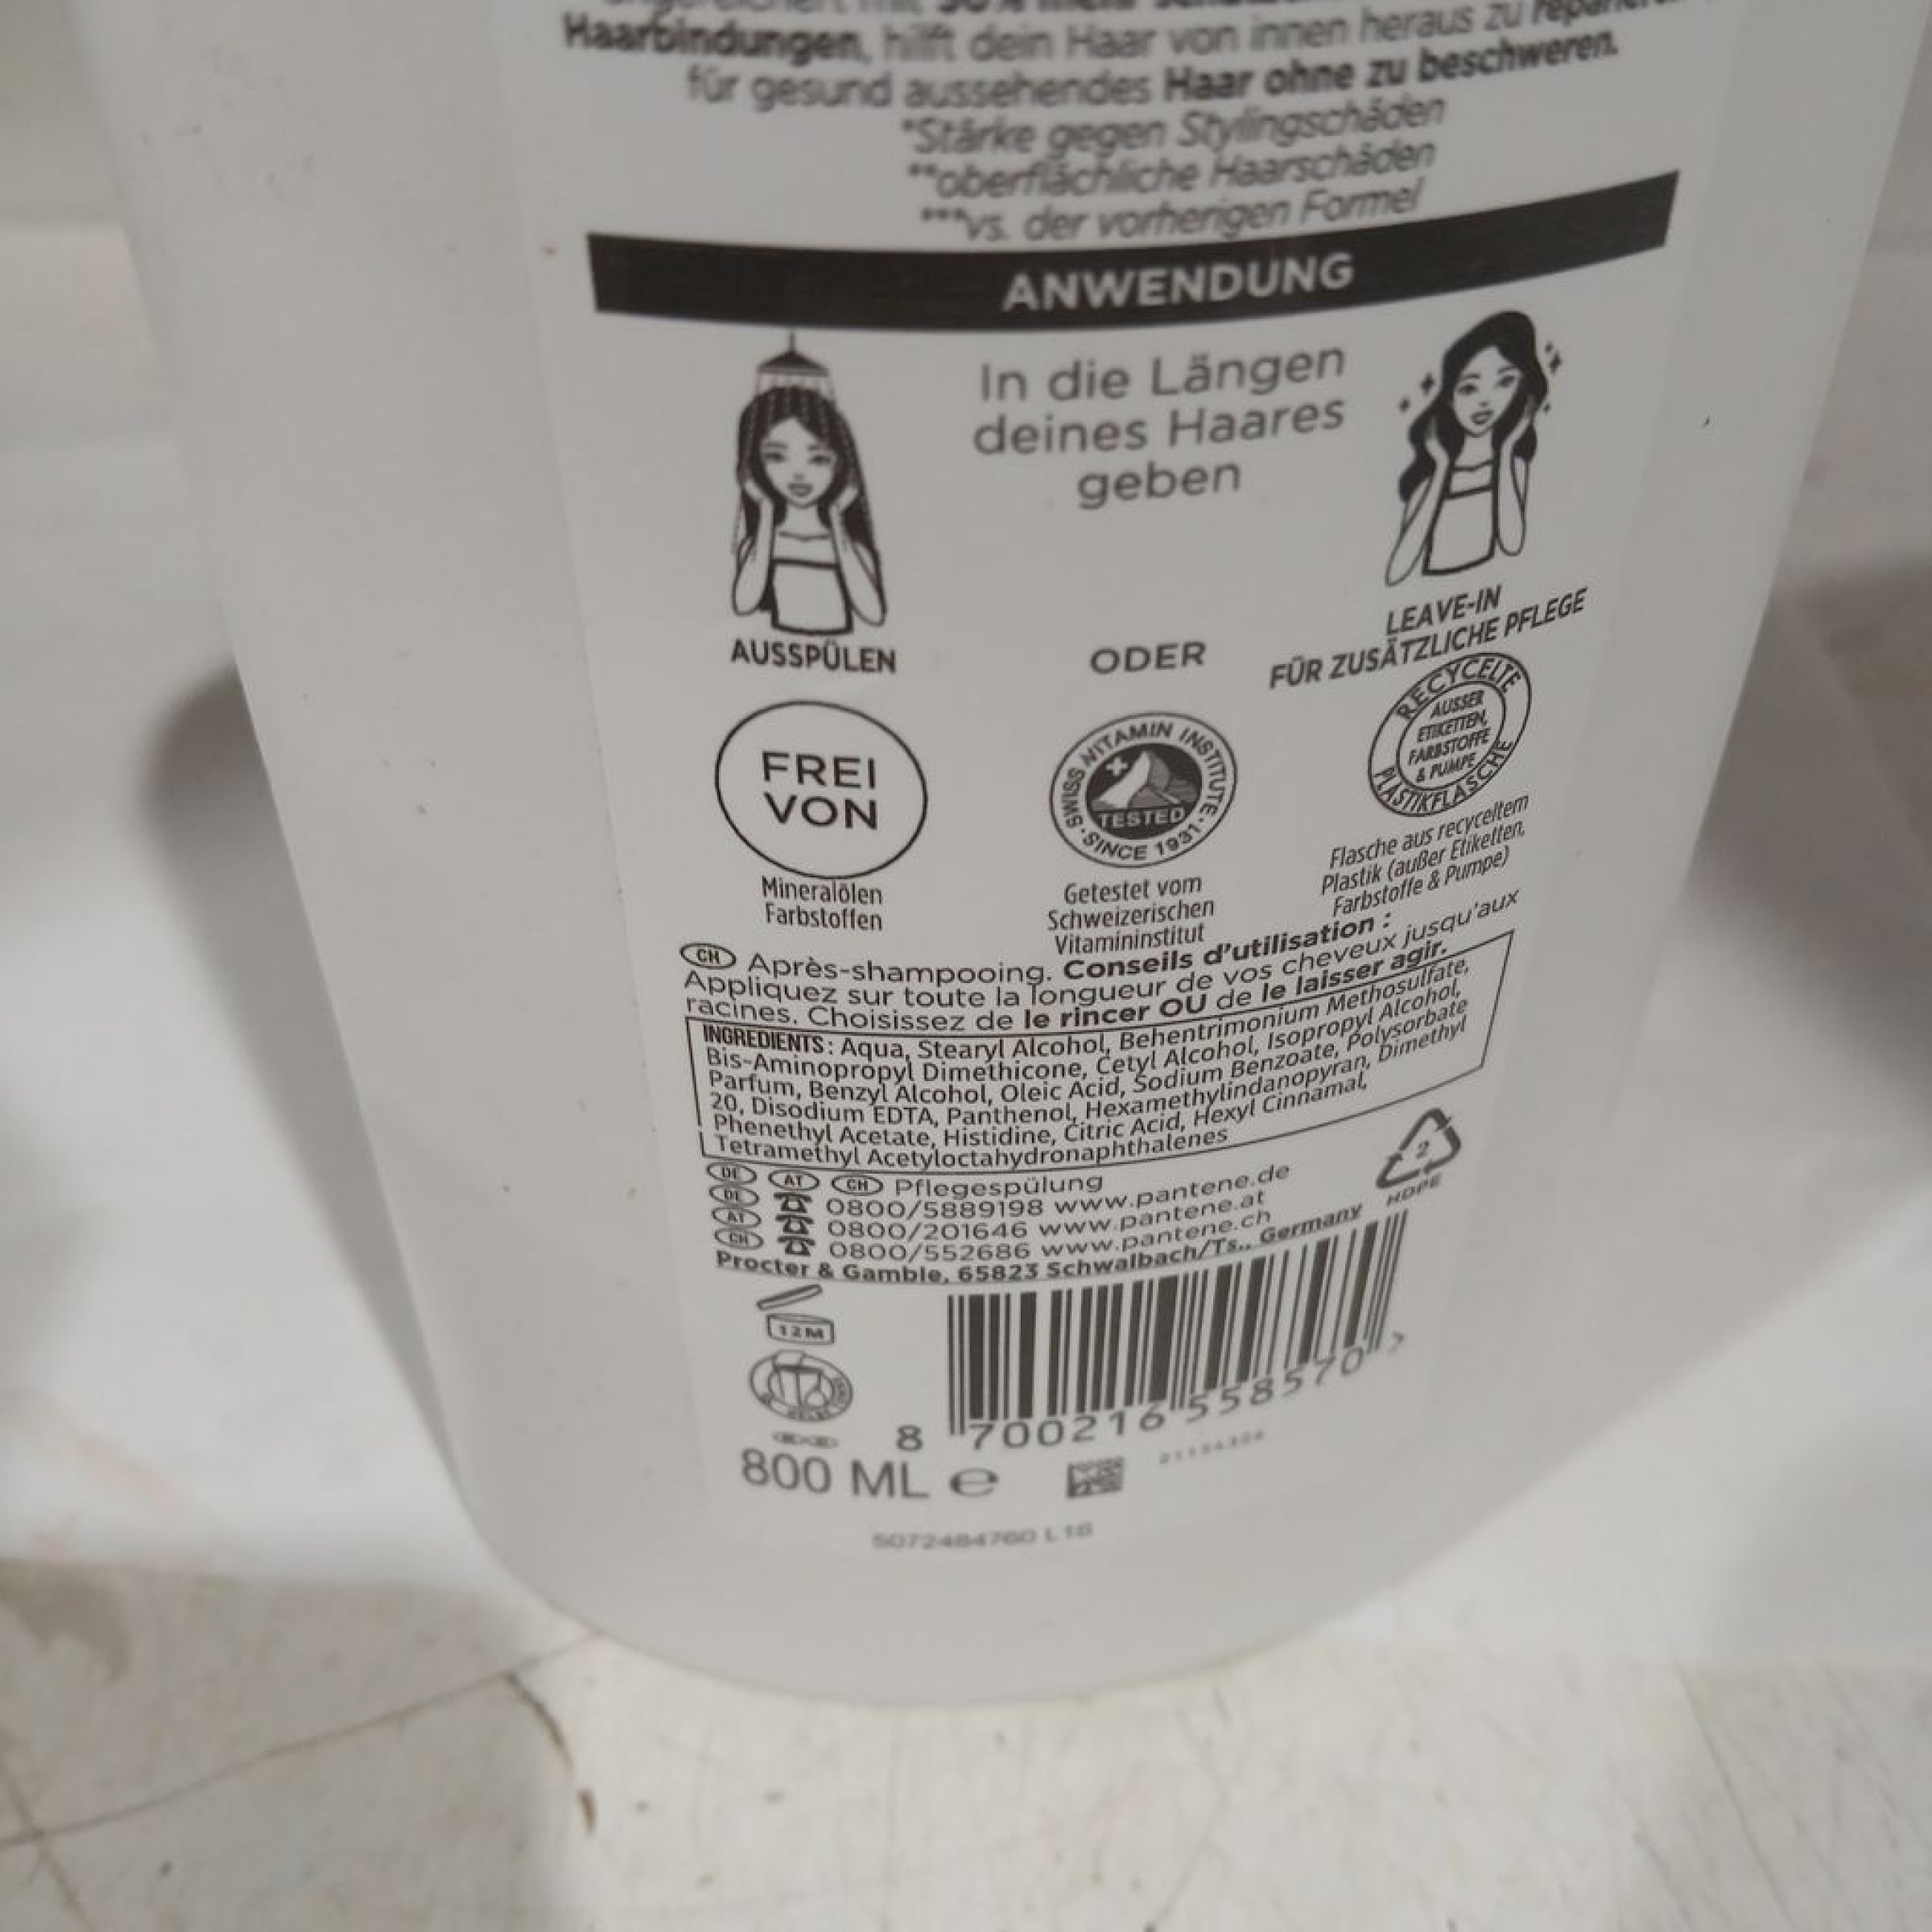 Haarbindungen, hilft dein Haar von innen heraus zu
für gesund aussehendes Haar ohne zu beschweren.
*Stärke gegen Stylingschäden
**oberflächliche Haarschäden
***vs. der vorherigen Formel
ANWENDUNG
In die Längen
deines Haares
geben
AUSSPÜLEN
ODER
LEAVE-IN
FÜR ZUSÄTZLICHE PFLEGE
FREI
VON
Mineralölen
Farbstoffen
SWISS VITAMIN INSTITUTE
TESTED
SINCE 1931
Getestet vom
Schweizerischen
Vitamininstitut
RECYCELTE
AUSSER
ETIKETTEN,
FARBSTOFFE
& PUMPE
PLASTIKFLASCHE
Flasche aus recyceltem
Plastik (außer Etiketten,
Farbstoffe & Pumpe)
CH Après-shampooing. Conseils d'utilisation :
Appliquez sur toute la longueur de vos cheveux jusqu'aux
racines. Choisissez de le rincer OU de le laisser agir.
INGREDIENTS: Aqua, Stearyl Alcohol, Behentrimonium Methosulfate,
Bis-Aminopropyl Dimethicone, Cetyl Alcohol, Isopropyl Alcohol,
Parfum, Benzyl Alcohol, Oleic Acid, Sodium Benzoate, Polysorbate
20, Disodium EDTA, Panthenol, Hexamethylindanopyran, Dimethyl
Phenethyl Acetate, Histidine, Citric Acid, Hexyl Cinnamal,
Tetramethyl Acetyloctahydronaphthalenes
DE AT CH Pflegespülung
DE 0800/5889198 www.pantene.de
AT 0800/201646 www.pantene.at
CH 0800/552686 www.pantene.ch
Procter & Gamble, 65823 Schwalbach/Ts., Germany
2
HDPE
12M
8 700216 558570 >
800 ML e
5072484760 L18